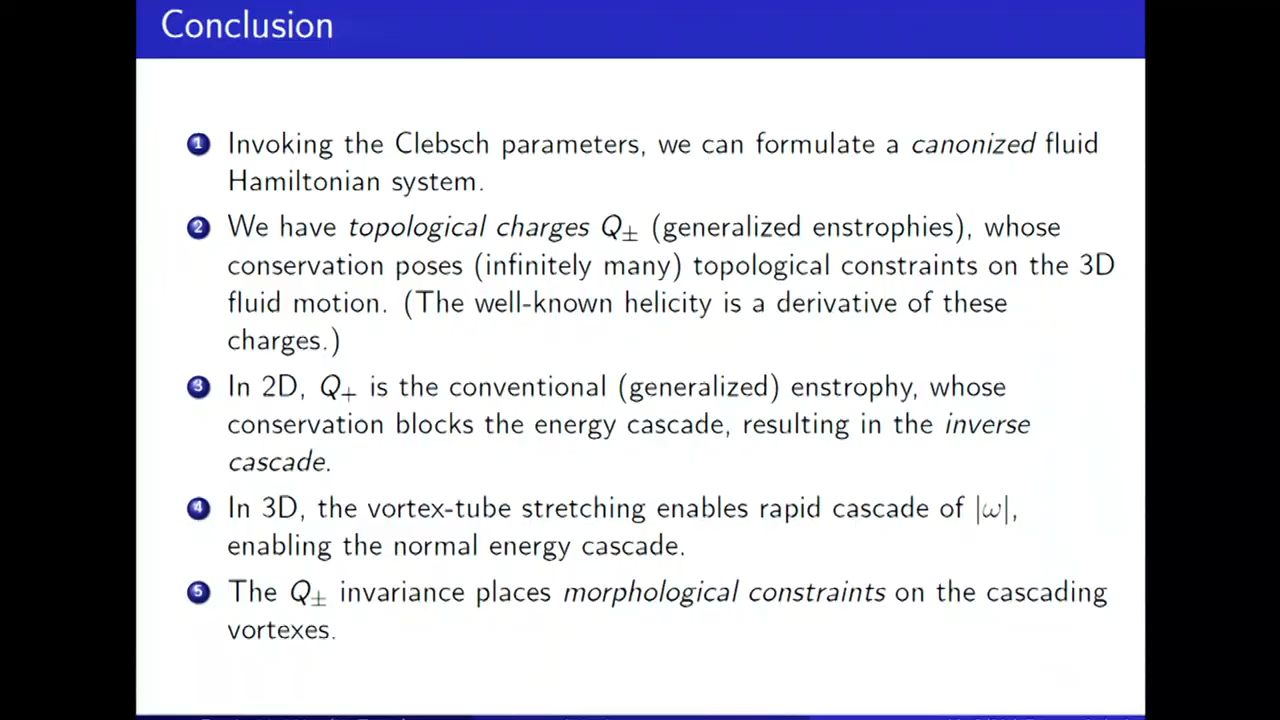 Conclusion
1 Invoking the Clebsch parameters, we can formulate a canonized fluid
Hamiltonian system.
2 We have topological charges Q± (generalized enstrophies), whose
conservation poses (infinitely many) topological constraints on the 3D
fluid motion. (The well-known helicity is a derivative of these
charges.)
3 In 2D, Q+ is the conventional (generalized) enstrophy, whose
conservation blocks the energy cascade, resulting in the inverse
cascade.
4 In 3D, the vortex-tube stretching enables rapid cascade of |ω|,
enabling the normal energy cascade.
5 The Q± invariance places morphological constraints on the cascading
vortexes.